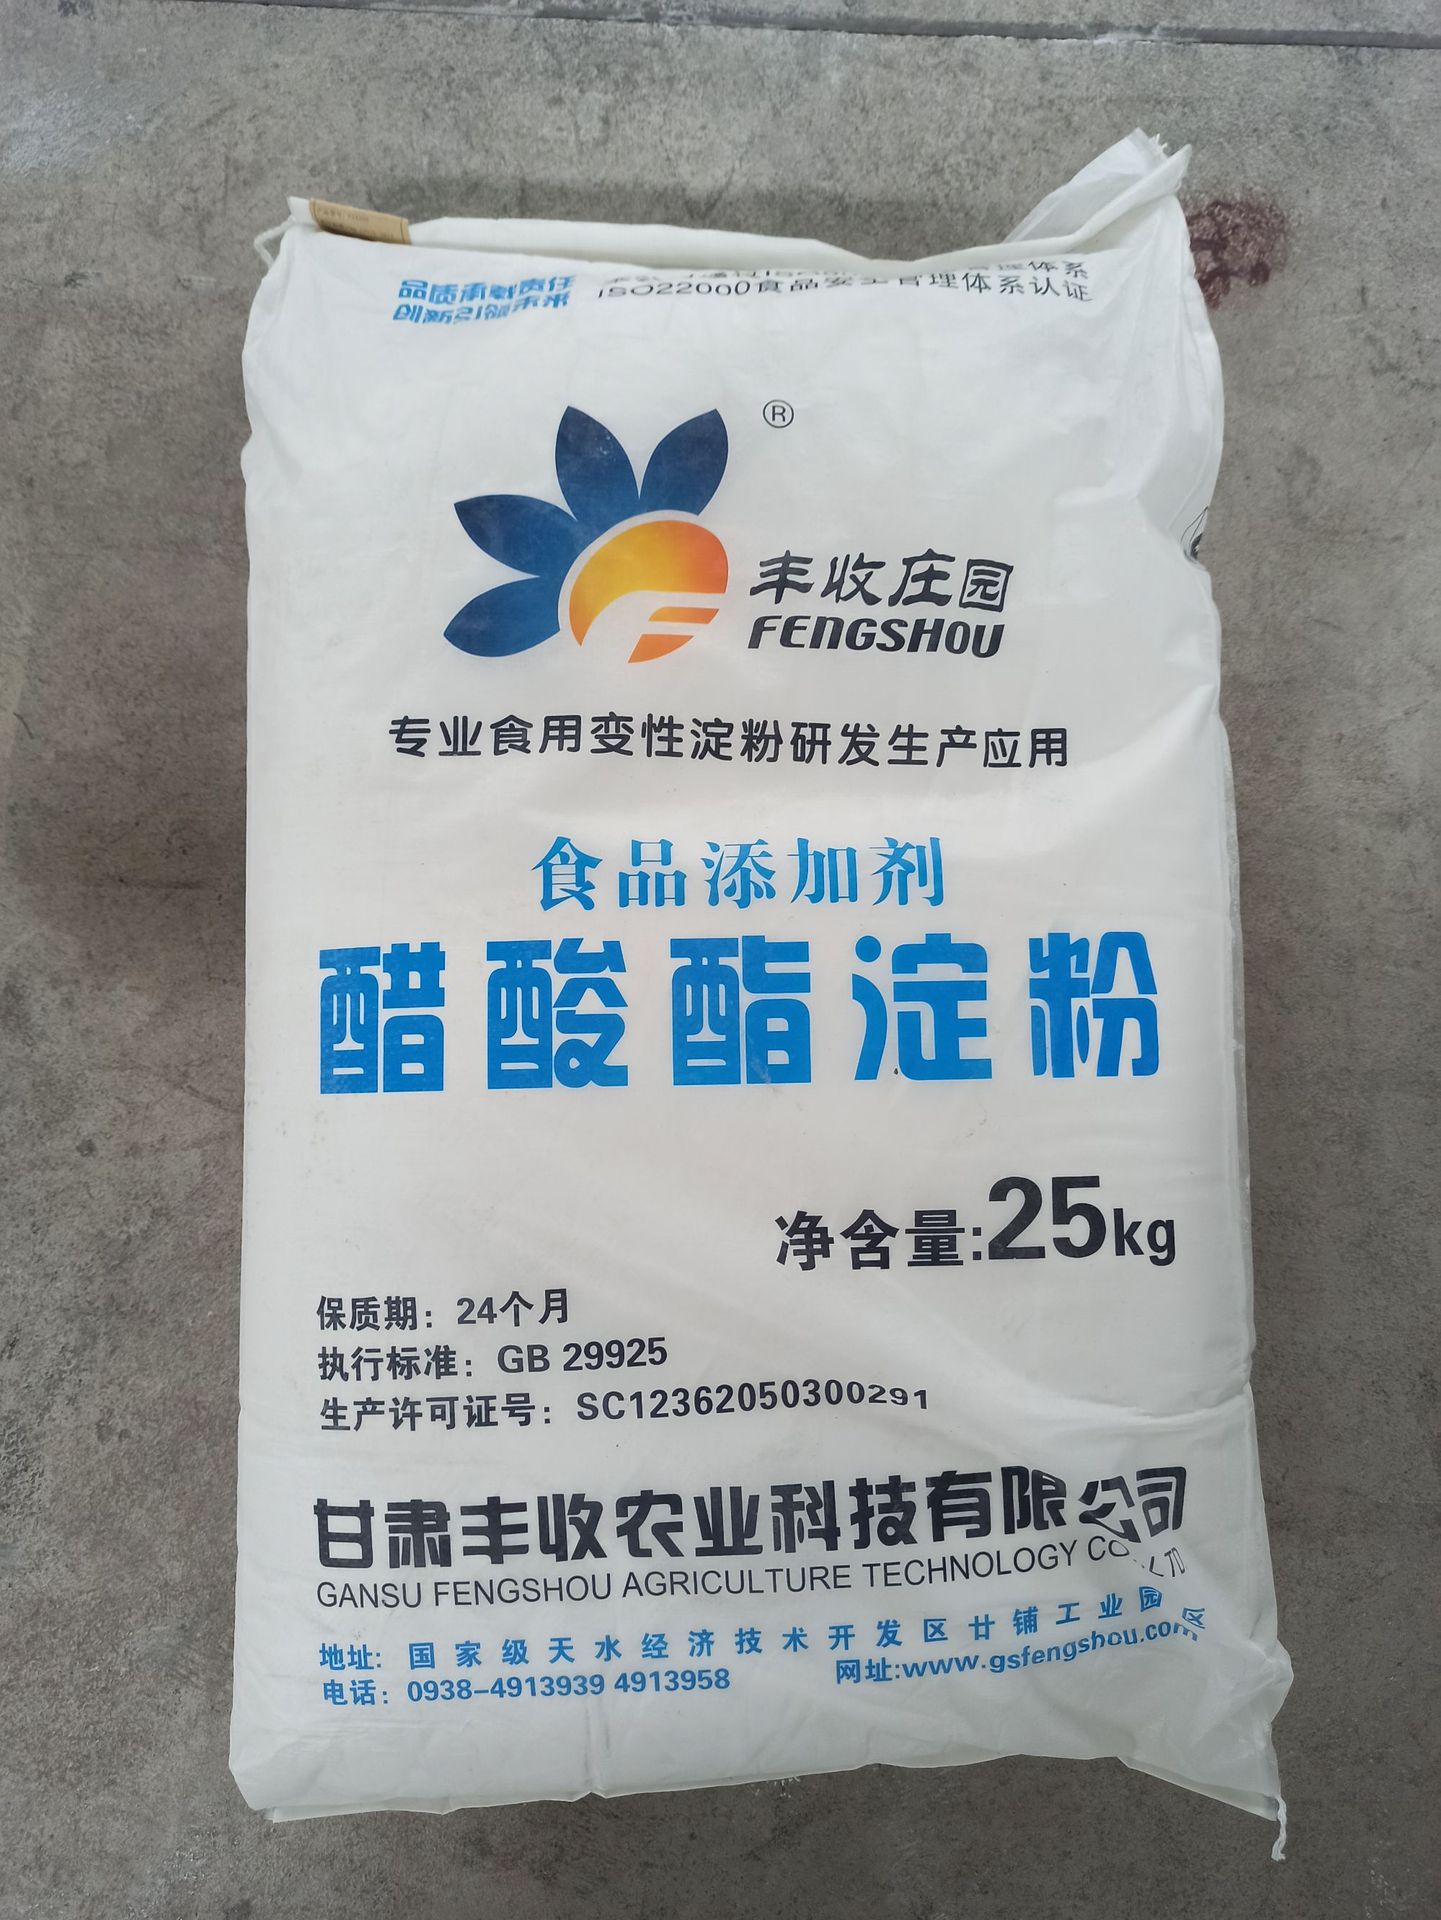 品质承载责任
创新引领未来
管理体系
ISO22000食品安全管理体系认证
®
丰收庄园
FENGSHOU
专业食用变性淀粉研发生产应用
食品添加剂
醋酸酯淀粉
净含量:25kg
保质期：24个月
执行标准：GB 29925
生产许可证号：SC12362050300291
甘肃丰收农业科技有限公司
GANSU FENGSHOU AGRICULTURE TECHNOLOGY CO LTD
地址：国家级天水经济技术开发区廿铺工业园区
电话：0938-4913939 4913958
网址:www.gsfengshou.com